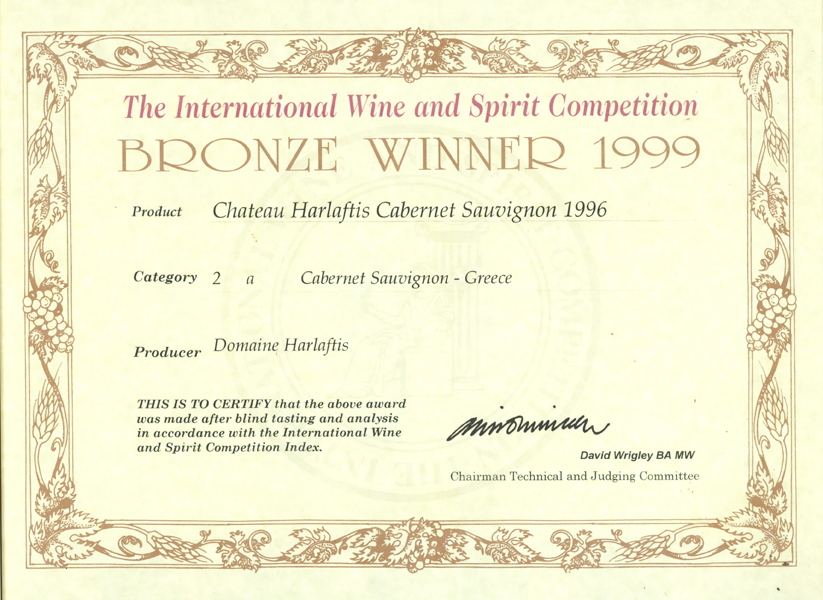 The International Wine and Spirit Competition
BRONZE WINNER 1999
Product Chateau Harlaftis Cabernet Sauvignon 1996
Category 2 a Cabernet Sauvignon - Greece
Producer Domaine Harlaftis
THIS IS TO CERTIFY that the above award
was made after blind tasting and analysis
in accordance with the International Wine
and Spirit Competition Index.
David Wrigley BA MW
Chairman Technical and Judging Committee